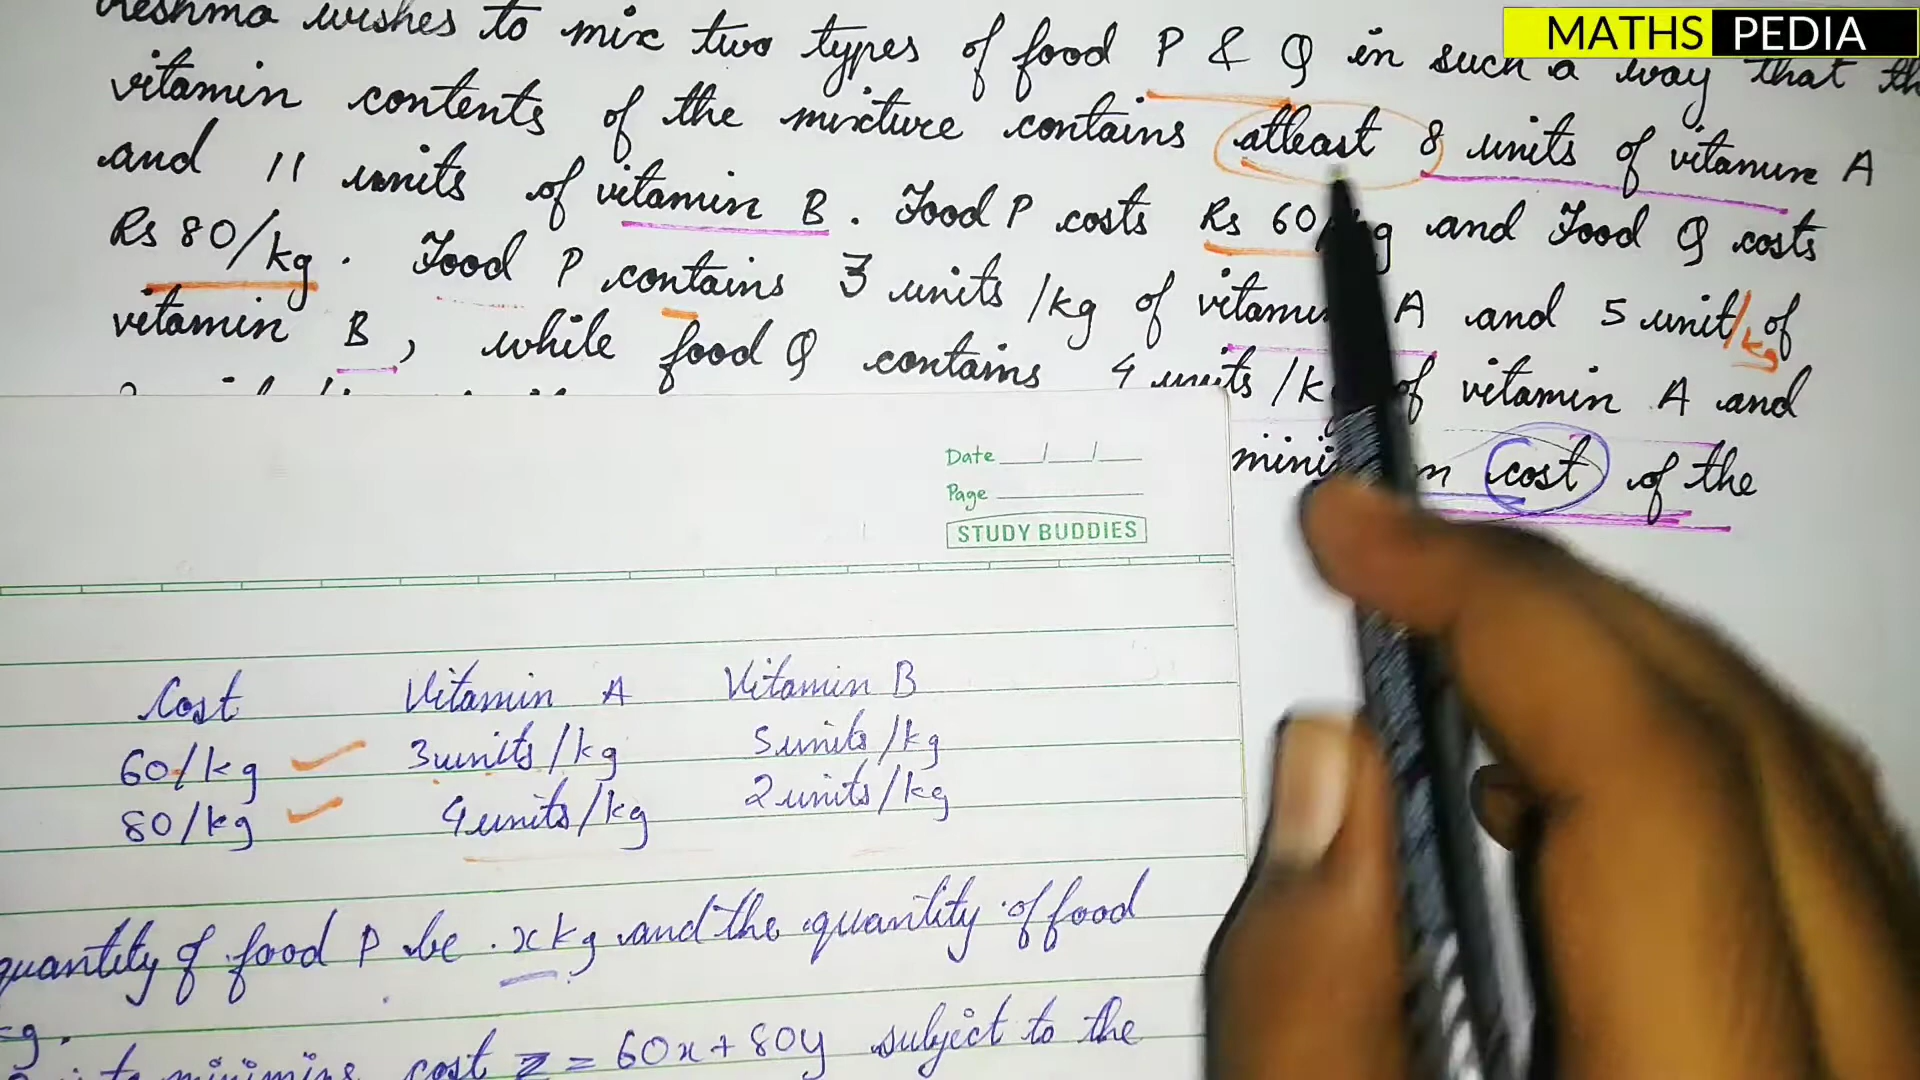 MATHS PEDIA
Reshma wishes to mix two types of food P & Q in such a way that
vitamin contents of the mixture contains atleast 8 units of vitamin A
and 11 units of vitamin B. Food P costs Rs 60/kg and Food Q costs
Rs 80/kg. Food P contains 3 units /kg of vitamin A and 5 unit/kg of
vitamin B, while food Q contains 4 units /kg of vitamin A and
cost of the
Date
Page
STUDY BUDDIES
Cost Vitamin A Vitamin B
60/kg 3units/kg 5units/kg
80/kg 4units/kg 2units/kg
quantity of food P be x kg and the quantity of food
cost Z = 60x + 80y subject to the